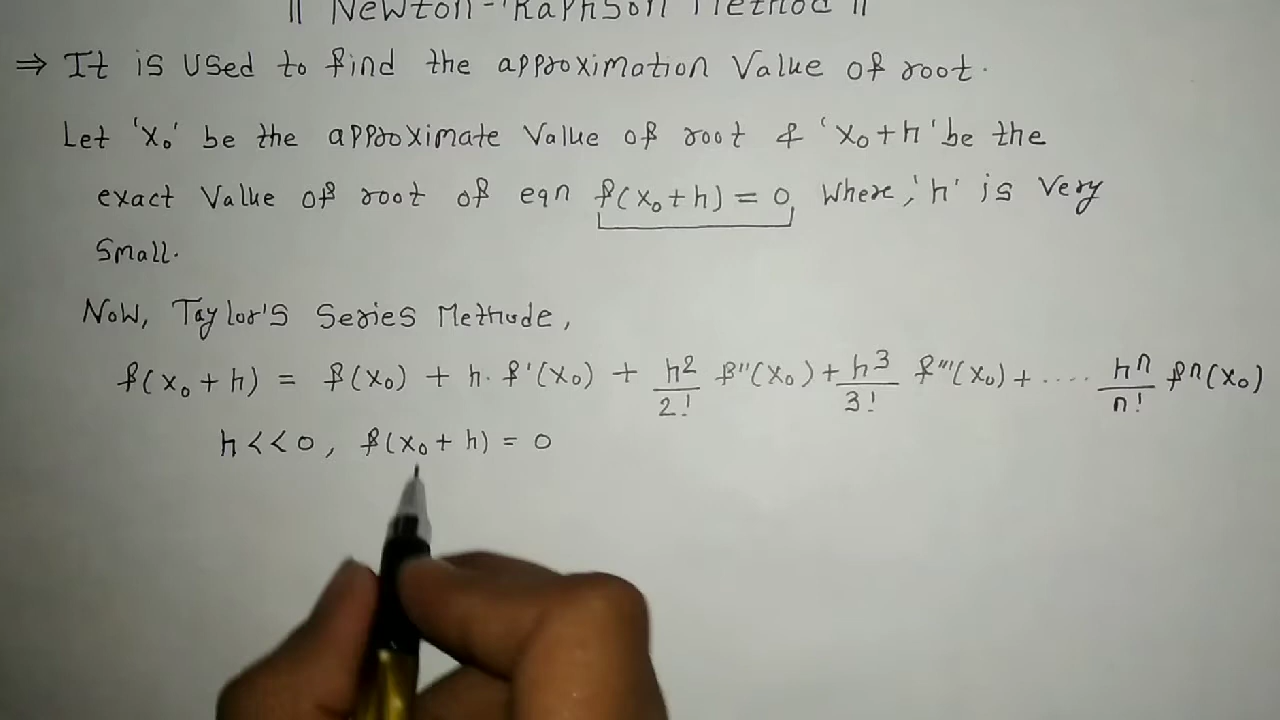 || Newton-Raphson Method ||
⇒ It is used to find the approximation Value of root.
Let 'x₀' be the approximate Value of root & 'x₀+h' be the
exact Value of root of eqn f(x₀+h) = 0, Where, 'h' is Very
Small.
Now, Taylor's Series Methode,
f(x₀+h) = f(x₀) + h. f'(x₀) + h²/2! f''(x₀) + h³/3! f'''(x₀) + .... hⁿ/n! fⁿ(x₀)
h<<0, f(x₀+h) = 0